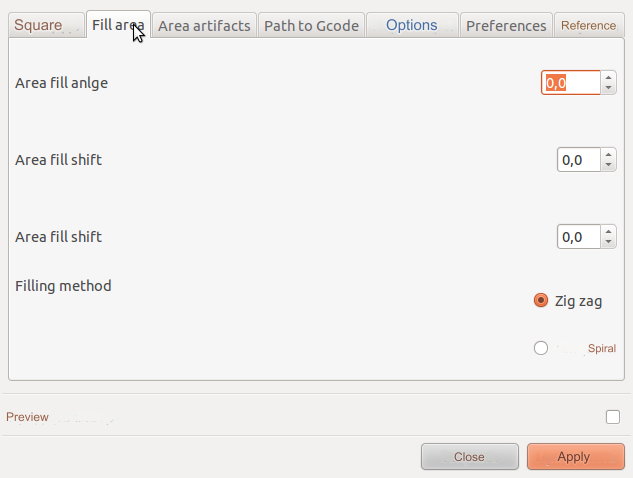 Square Fill area Area artifacts Path to Gcode Options Preferences Reference
Area fill anlge 0,0
Area fill shift 0,0
Area fill shift 0,0
Filling method
Zig zag
Spiral
Preview
Close Apply